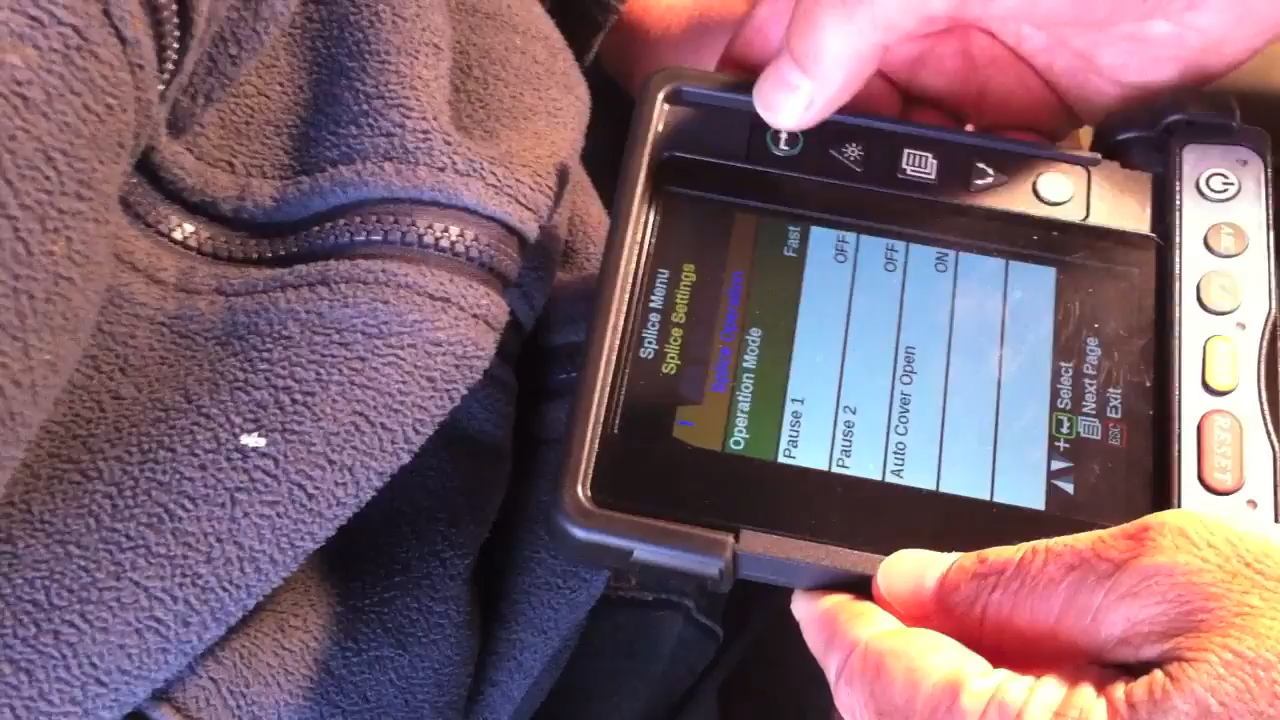 Splice Menu
Splice Settings
Splice Operation
Operation Mode Fast
Pause 1 OFF
Pause 2 OFF
Auto Cover Open ON
+ Select
Next Page
ESC Exit
RESET